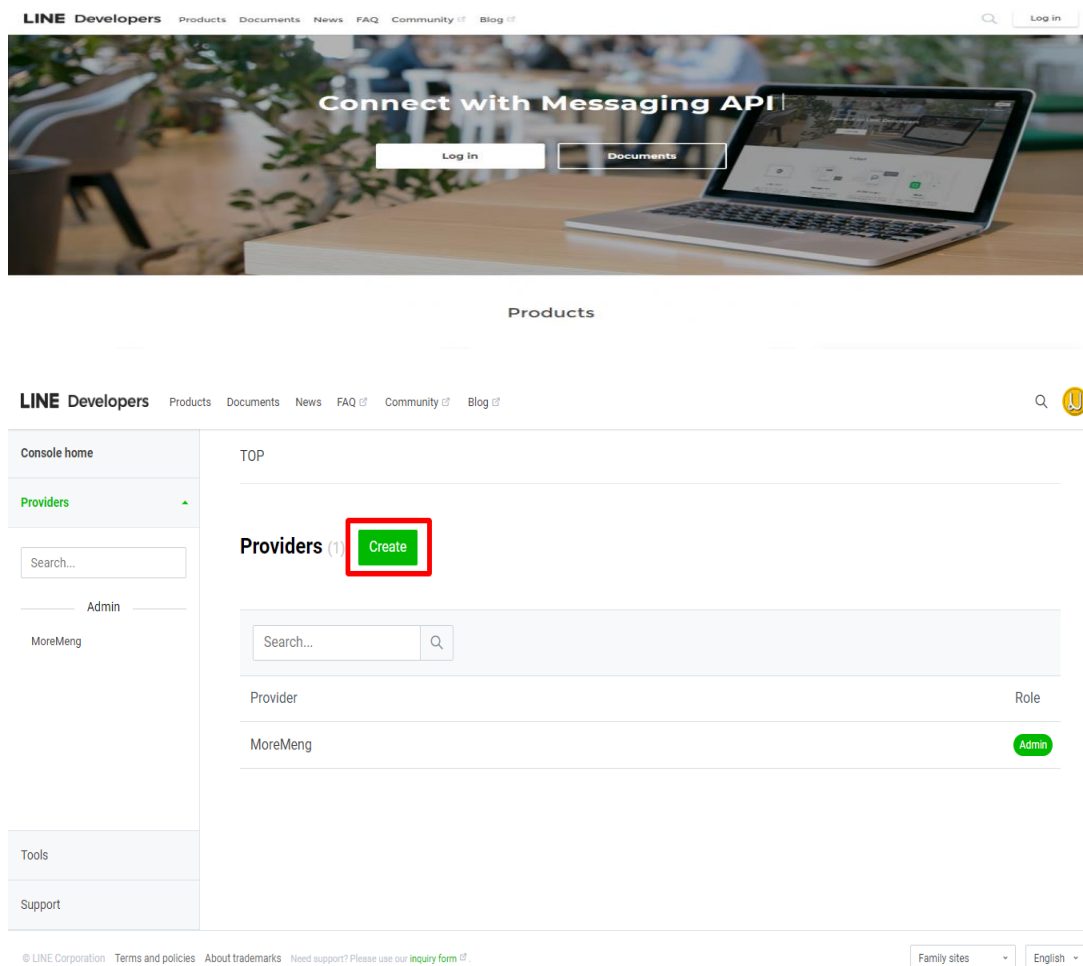 LINE Developers Products Documents News FAQ Community Blog Log in
Connect with Messaging API
Log in Documents
Products
LINE Developers Products Documents News FAQ Community Blog
Console home
TOP
Providers
Providers (1) Create
Search...
Admin
MoreMeng
Search...
Provider Role
MoreMeng Admin
Tools
Support
© LINE Corporation Terms and policies About trademarks Need support? Please use our inquiry form. Family sites English